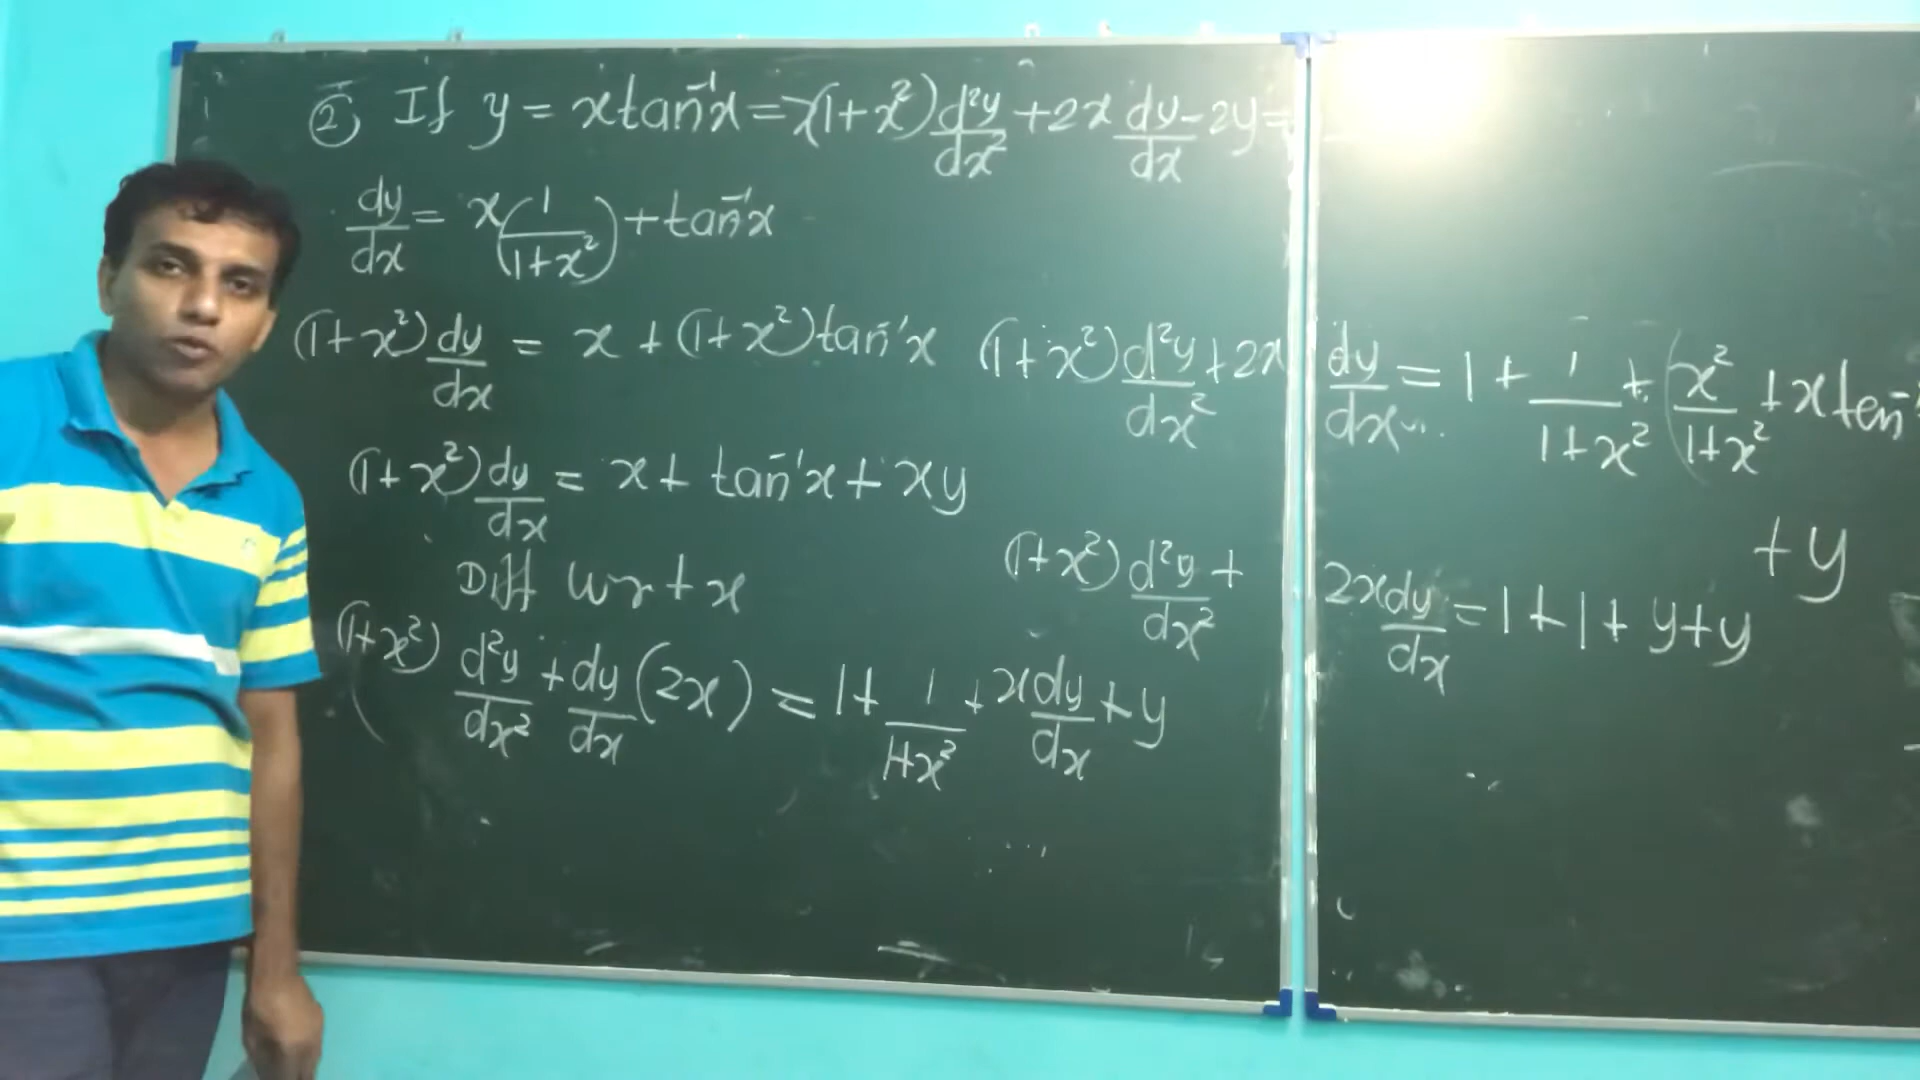 ② If y = x tan⁻¹x ⇒ (1+x²) d²y/dx² + 2x dy/dx - 2y =
dy/dx = x(1/(1+x²)) + tan⁻¹x
(1+x²) dy/dx = x + (1+x²) tan⁻¹x
(1+x²) dy/dx = x + tan⁻¹x + xy
Diff wr t x
(1+x²) d²y/dx² + dy/dx (2x) = 1 + 1/(1+x²) + x dy/dx + y
(1+x²) d²y/dx² + 2x dy/dx = 1 + 1/(1+x²) + (x²/(1+x²) + x tan⁻¹
+ y
(1+x²) d²y/dx² + 2x dy/dx = 1 + 1 + y + y